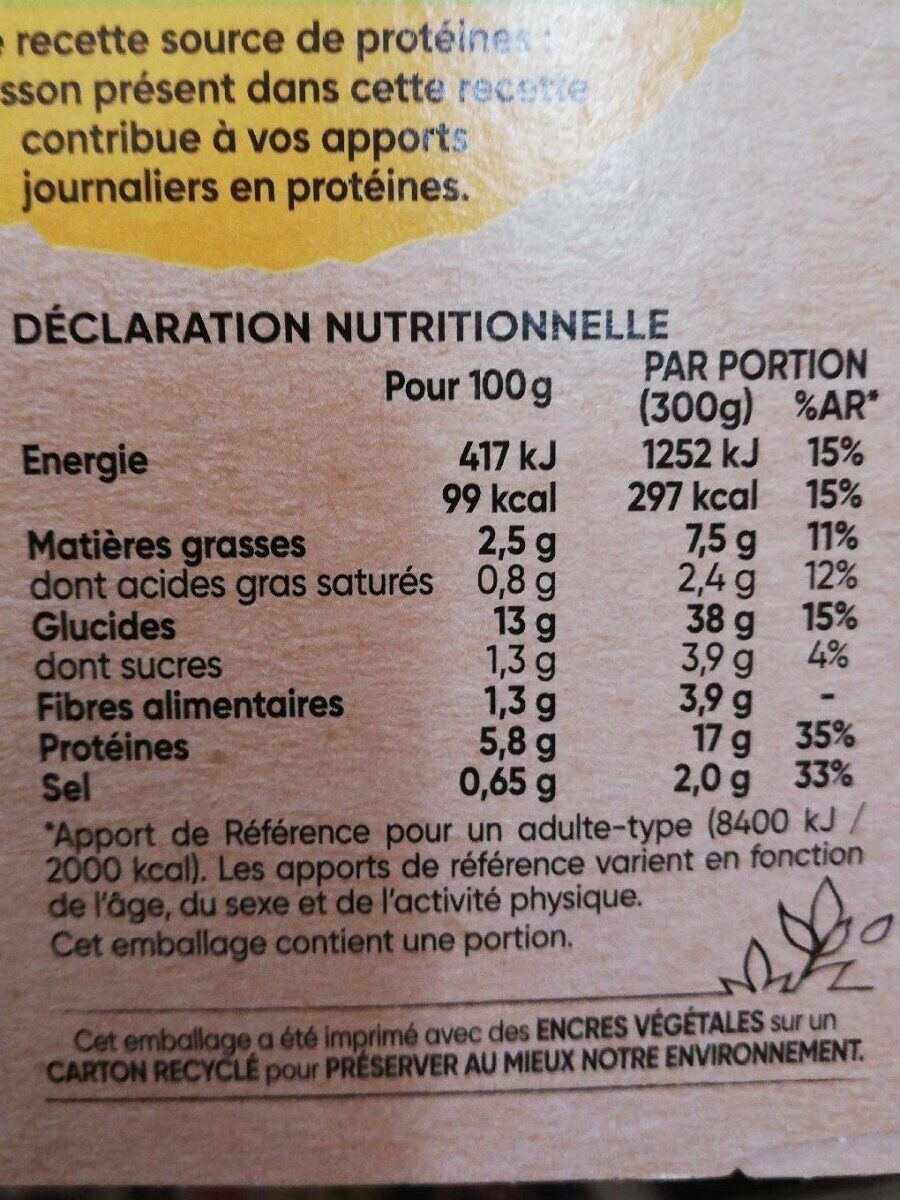 recette source de protéines :
présent dans cette recette
contribue à vos apports
journaliers en protéines.
DÉCLARATION NUTRITIONNELLE
Pour 100 g PAR PORTION (300g) %AR*
Energie 417 kJ 1252 kJ 15%
99 kcal 297 kcal 15%
Matières grasses 2,5 g 7,5 g 11%
dont acides gras saturés 0,8 g 2,4 g 12%
Glucides 13 g 38 g 15%
dont sucres 1,3 g 3,9 g 4%
Fibres alimentaires 1,3 g 3,9 g -
Protéines 5,8 g 17 g 35%
Sel 0,65 g 2,0 g 33%
*Apport de Référence pour un adulte-type (8400 kJ /
2000 kcal). Les apports de référence varient en fonction
de l'âge, du sexe et de l'activité physique.
Cet emballage contient une portion.
Cet emballage a été imprimé avec des ENCRES VÉGÉTALES sur un
CARTON RECYCLÉ pour PRÉSERVER AU MIEUX NOTRE ENVIRONNEMENT.